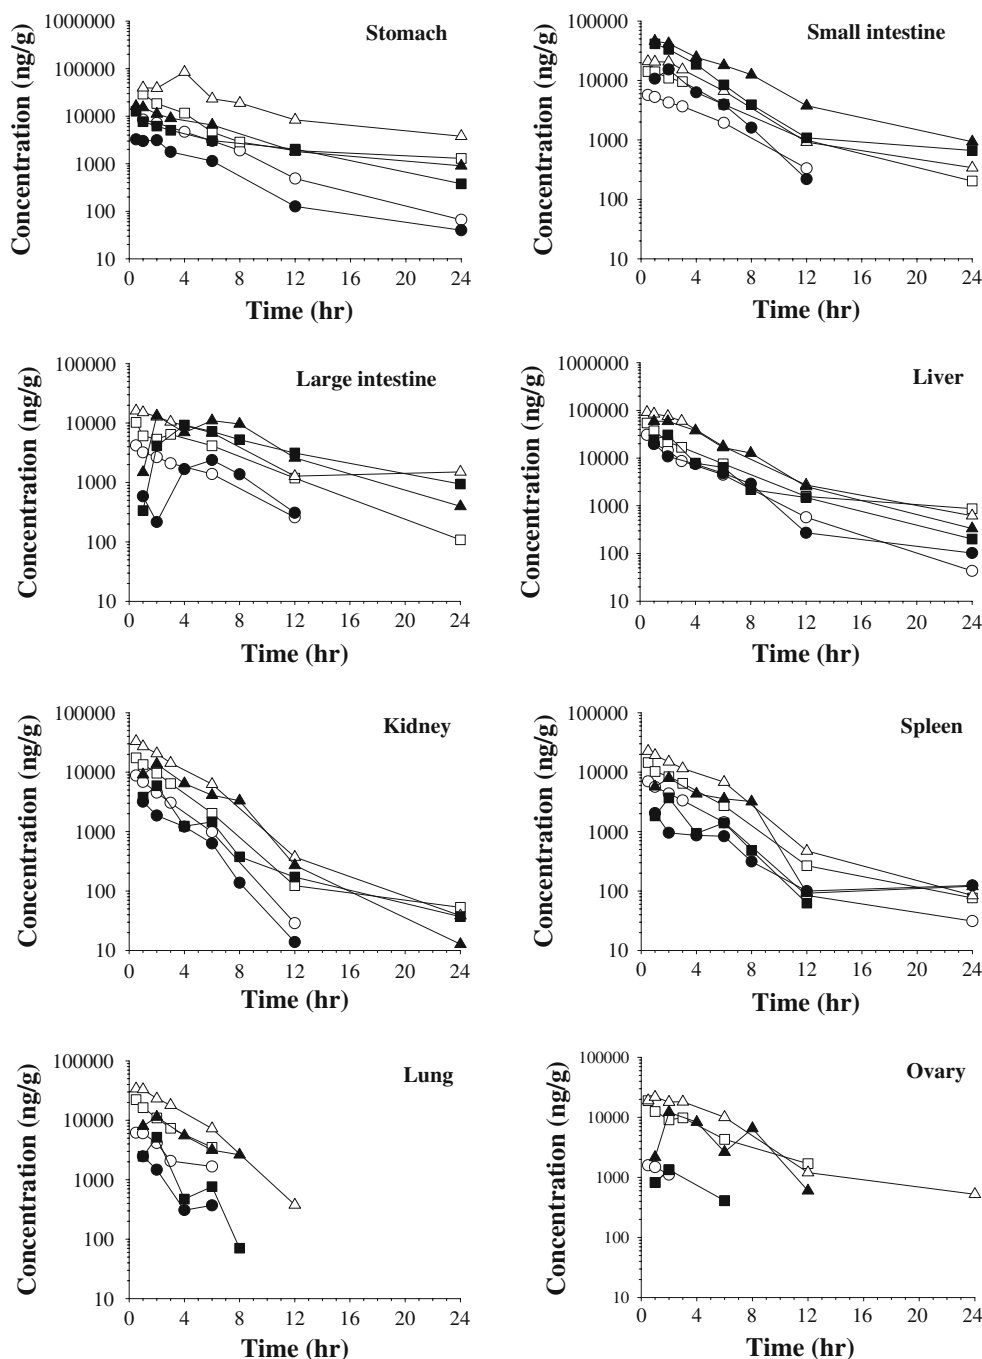 Stomach
Concentration (ng/g)
1000000
100000
10000
1000
100
10
0 4 8 12 16 20 24
Time (hr)
Small intestine
Concentration (ng/g)
100000
10000
1000
100
10
0 4 8 12 16 20 24
Time (hr)
Large intestine
Concentration (ng/g)
100000
10000
1000
100
10
0 4 8 12 16 20 24
Time (hr)
Liver
Concentration (ng/g)
1000000
100000
10000
1000
100
10
0 4 8 12 16 20 24
Time (hr)
Kidney
Concentration (ng/g)
100000
10000
1000
100
10
0 4 8 12 16 20 24
Time (hr)
Spleen
Concentration (ng/g)
100000
10000
1000
100
10
0 4 8 12 16 20 24
Time (hr)
Lung
Concentration (ng/g)
100000
10000
1000
100
10
0 4 8 12 16 20 24
Time (hr)
Ovary
Concentration (ng/g)
100000
10000
1000
100
10
0 4 8 12 16 20 24
Time (hr)